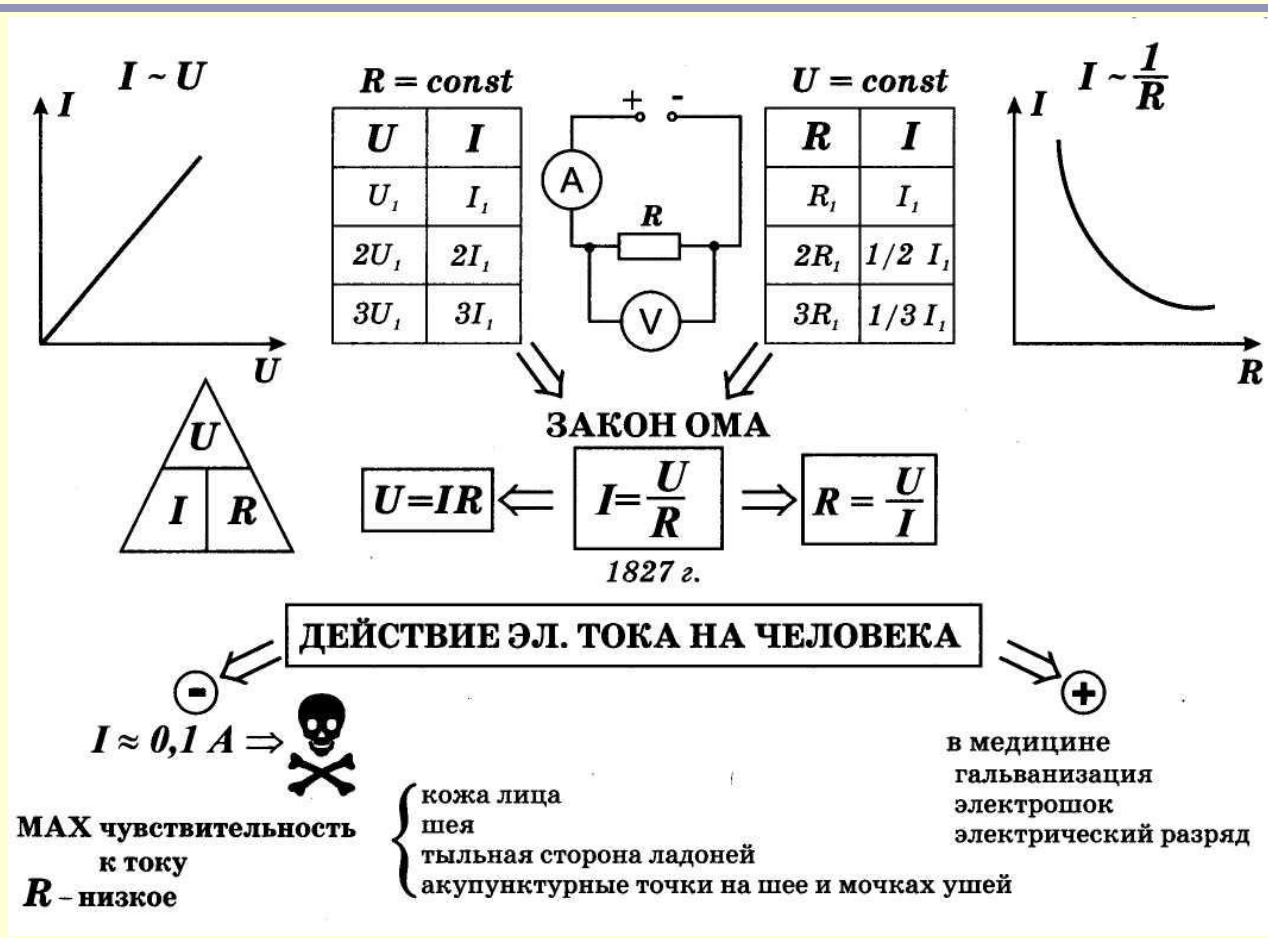 I ~ U
I
U
R = const
U I
U₁ I₁
2U₁ 2I₁
3U₁ 3I₁
+ -
A
R
V
U = const
R I
R₁ I₁
2R₁ 1/2 I₁
3R₁ 1/3 I₁
I ~ 1/R
I
R
ЗАКОН ОМА
U
I R
U=IR
I=U/R
R = U/I
1827 г.
ДЕЙСТВИЕ ЭЛ. ТОКА НА ЧЕЛОВЕКА
-
I ≈ 0,1 А ⇒
MAX чувствительность
к току
R – низкое
кожа лица
шея
тыльная сторона ладоней
акупунктурные точки на шее и мочках ушей
+
в медицине
гальванизация
электрошок
электрический разряд